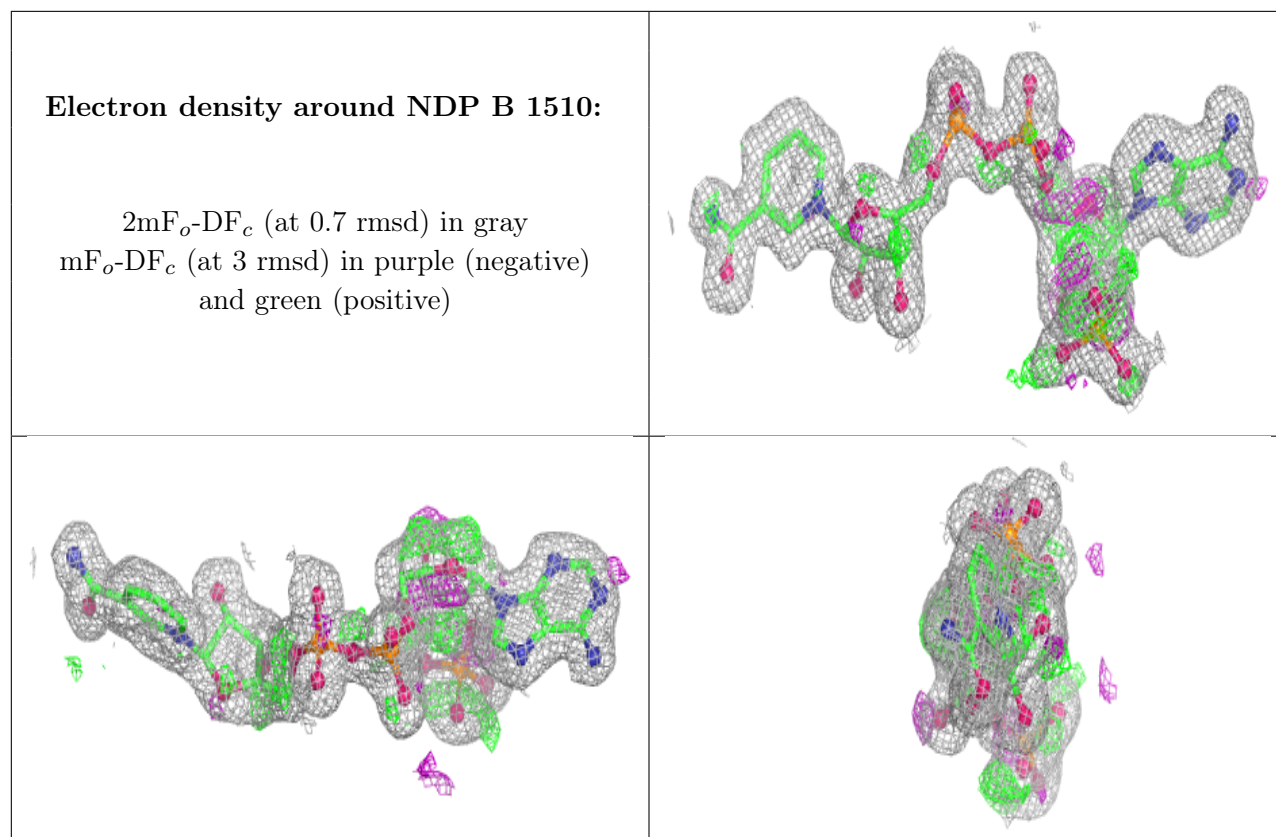 Electron density around NDP B 1510:
2mFo-DFc (at 0.7 rmsd) in gray
mFo-DFc (at 3 rmsd) in purple (negative)
and green (positive)